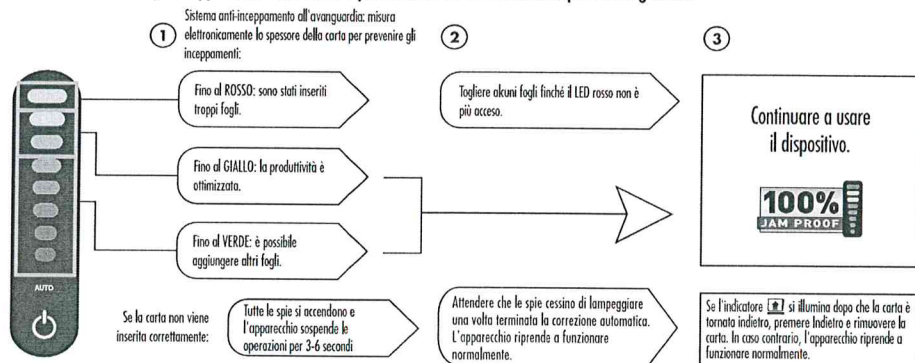 1
Sistema anti-inceppamento all'avanguardia: misura
elettronicamente lo spessore della carta per prevenire gli
inceppamenti:
2
3
Fino al ROSSO: sono stati inseriti
troppi fogli.
Togliere alcuni fogli finché il LED rosso non è
più acceso.
Continuare a usare
il dispositivo.
100%
JAM PROOF
Fino al GIALLO: la produttività è
ottimizzata.
Fino al VERDE: è possibile
aggiungere altri fogli.
AUTO
Se la carta non viene
inserita correttamente:
Tutte le spie si accendono e
l'apparecchio sospende le
operazioni per 3-6 secondi
Attendere che le spie cessino di lampeggiare
una volta terminata la correzione automatica.
L'apparecchio riprende a funzionare
normalmente.
Se l'indicatore si illumina dopo che la carta è
tornata indietro, premere Indietro e rimuovere la
carta. In caso contrario, l'apparecchio riprende a
funzionare normalmente.